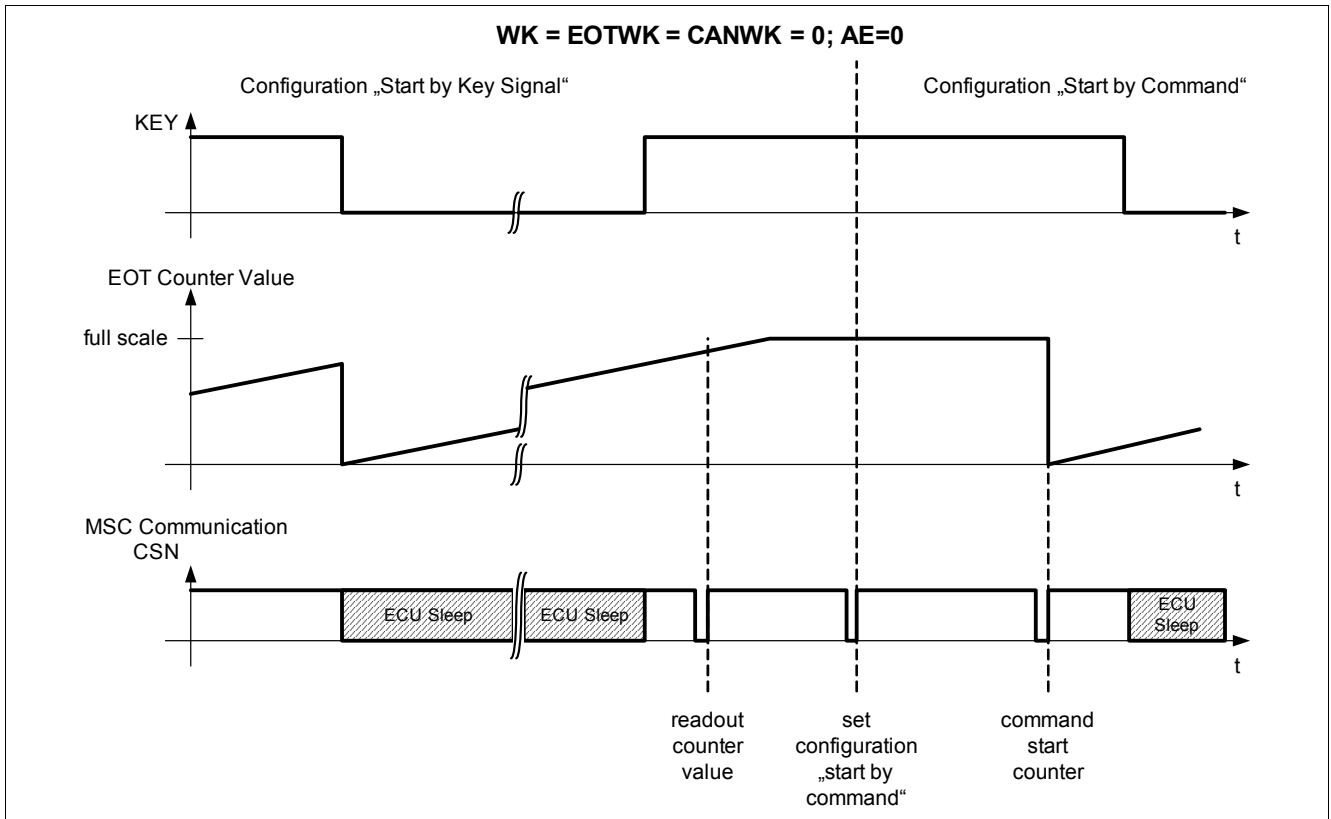 WK = EOTWK = CANWK = 0; AE=0
Configuration „Start by Key Signal“
Configuration „Start by Command“
KEY
t
EOT Counter Value
full scale
t
MSC Communication
CSN
ECU Sleep
ECU Sleep
ECU
Sleep
t
readout
counter
value
set
configuration
„start by
command“
command
start
counter